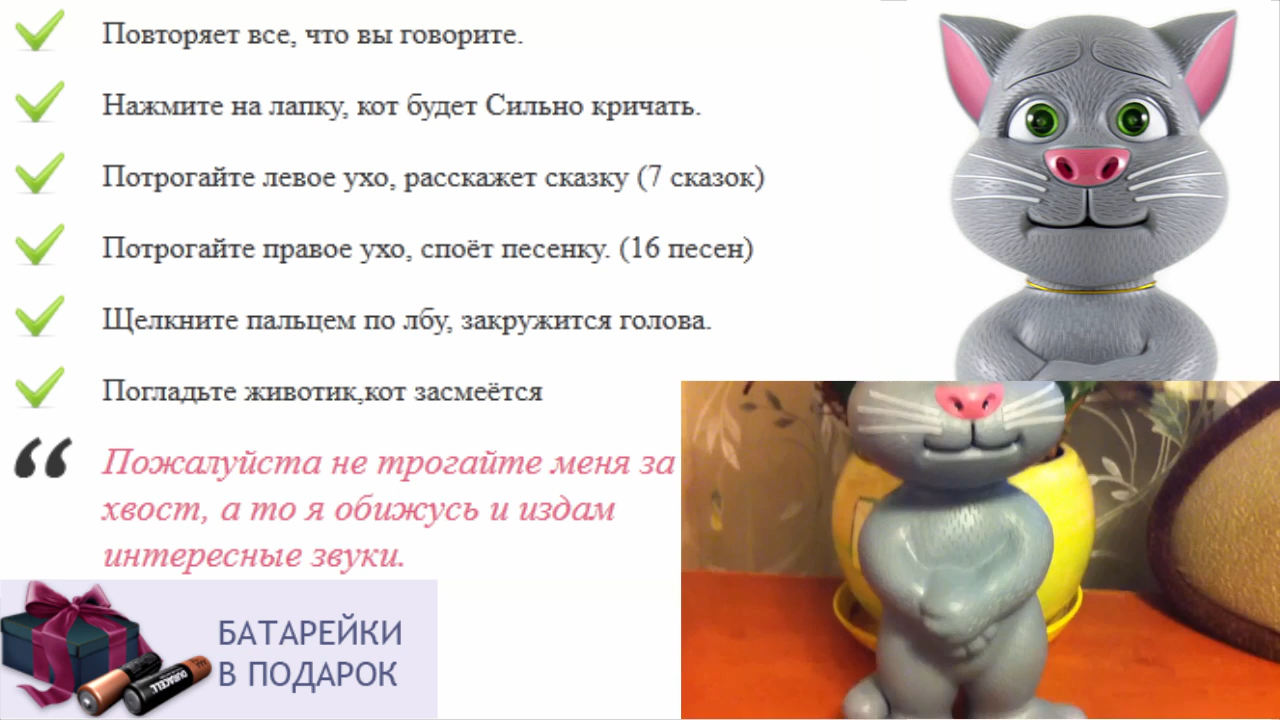 Повторяет все, что вы говорите.
Нажмите на лапку, кот будет Сильно кричать.
Потрогайте левое ухо, расскажет сказку (7 сказок)
Потрогайте правое ухо, споёт песенку. (16 песен)
Щелкните пальцем по лбу, закружится голова.
Погладьте животик,кот засмеётся
“ Пожалуйста не трогайте меня за
хвост, а то я обижусь и издам
интересные звуки.
БАТАРЕЙКИ
В ПОДАРОК
DURACELL